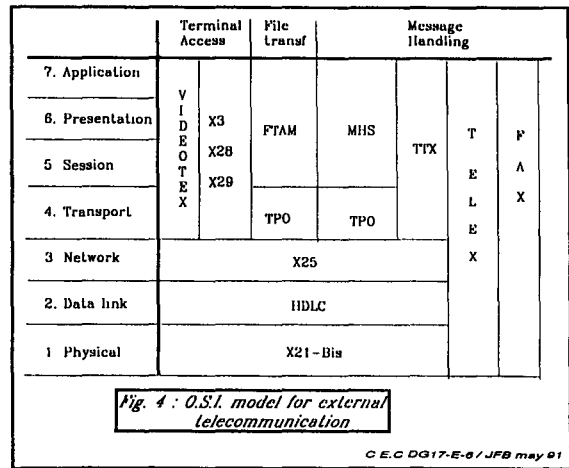 Terminal Access
File transf
Message Handling
7. Application
6. Presentation
5 Session
4. Transport
3 Network
2. Data link
1 Physical
VIDEOTEX
X3
X28
X29
FTAM
MHS
TTX
TELEX
FAX
TPO
TPO
X25
HDLC
X21-Bis
Fig. 4 : O.S.I. model for external
telecommunication
C E.C DG17-E-6 / JFB may 91